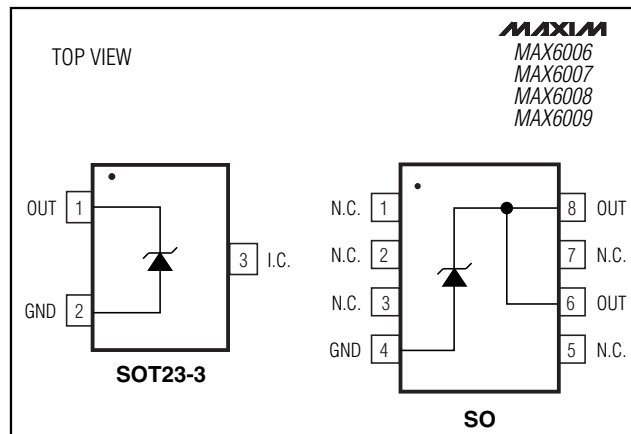 MAXIM
TOP VIEW
MAX6006
MAX6007
MAX6008
MAX6009
OUT 1
3 I.C.
GND 2
SOT23-3
N.C. 1
8 OUT
N.C. 2
7 N.C.
N.C. 3
6 OUT
GND 4
5 N.C.
SO